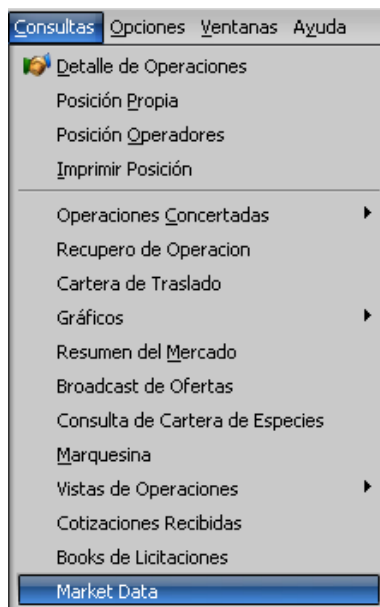 Consultas Opciones Ventanas Ayuda
Detalle de Operaciones
Posición Propia
Posición Operadores
Imprimir Posición
Operaciones Concertadas
Recupero de Operacion
Cartera de Traslado
Gráficos
Resumen del Mercado
Broadcast de Ofertas
Consulta de Cartera de Especies
Marquesina
Vistas de Operaciones
Cotizaciones Recibidas
Books de Licitaciones
Market Data